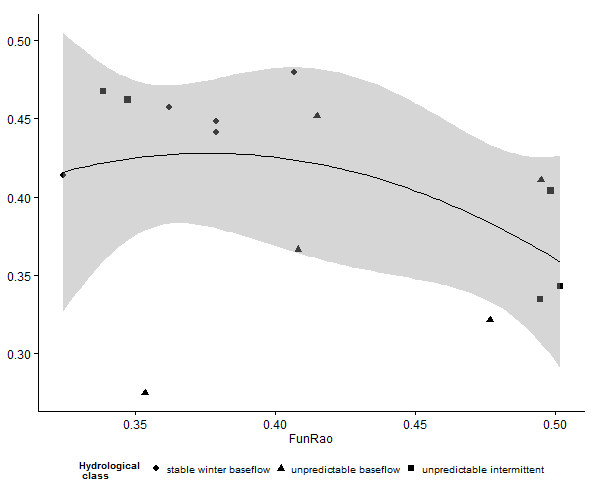 0.50
0.45
0.40
0.35
0.30
0.35 0.40 0.45 0.50
FunRao
Hydrological
class
stable winter baseflow unpredictable baseflow unpredictable intermittent